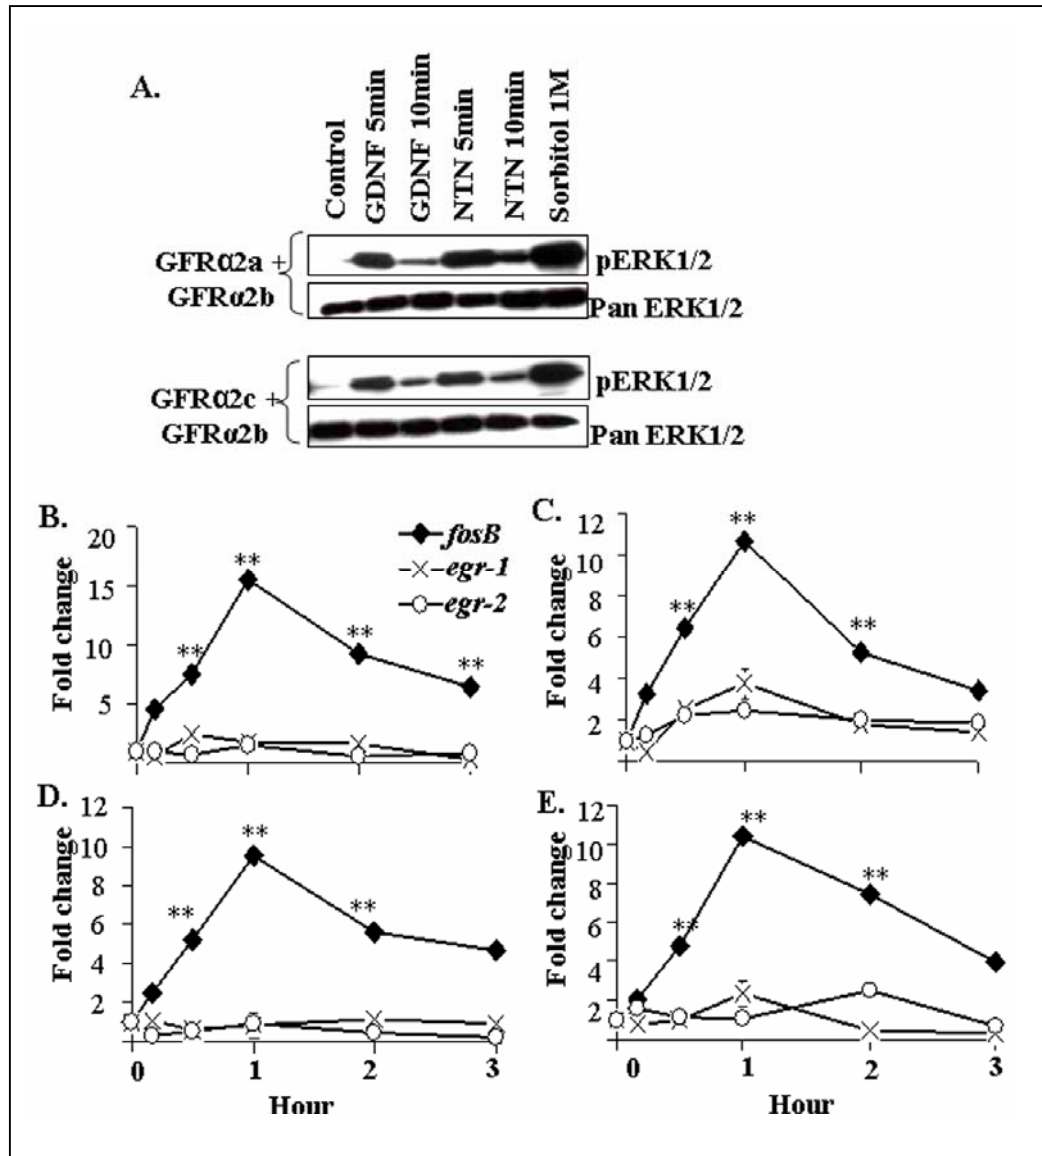 A.
Control
GDNF 5min
GDNF 10min
NTN 5min
NTN 10min
Sorbitol 1M
GFRα2a +
GFRα2b
pERK1/2
Pan ERK1/2
GFRα2c +
GFRα2b
pERK1/2
Pan ERK1/2
B.
Fold change
20
15
10
5
**
**
**
**
fosB
egr-1
egr-2
C.
Fold change
12
10
8
6
4
2
**
**
**
D.
Fold change
12
10
8
6
4
2
**
**
**
0
1
2
3
Hour
E.
Fold change
12
10
8
6
4
2
**
**
**
0
1
2
3
Hour